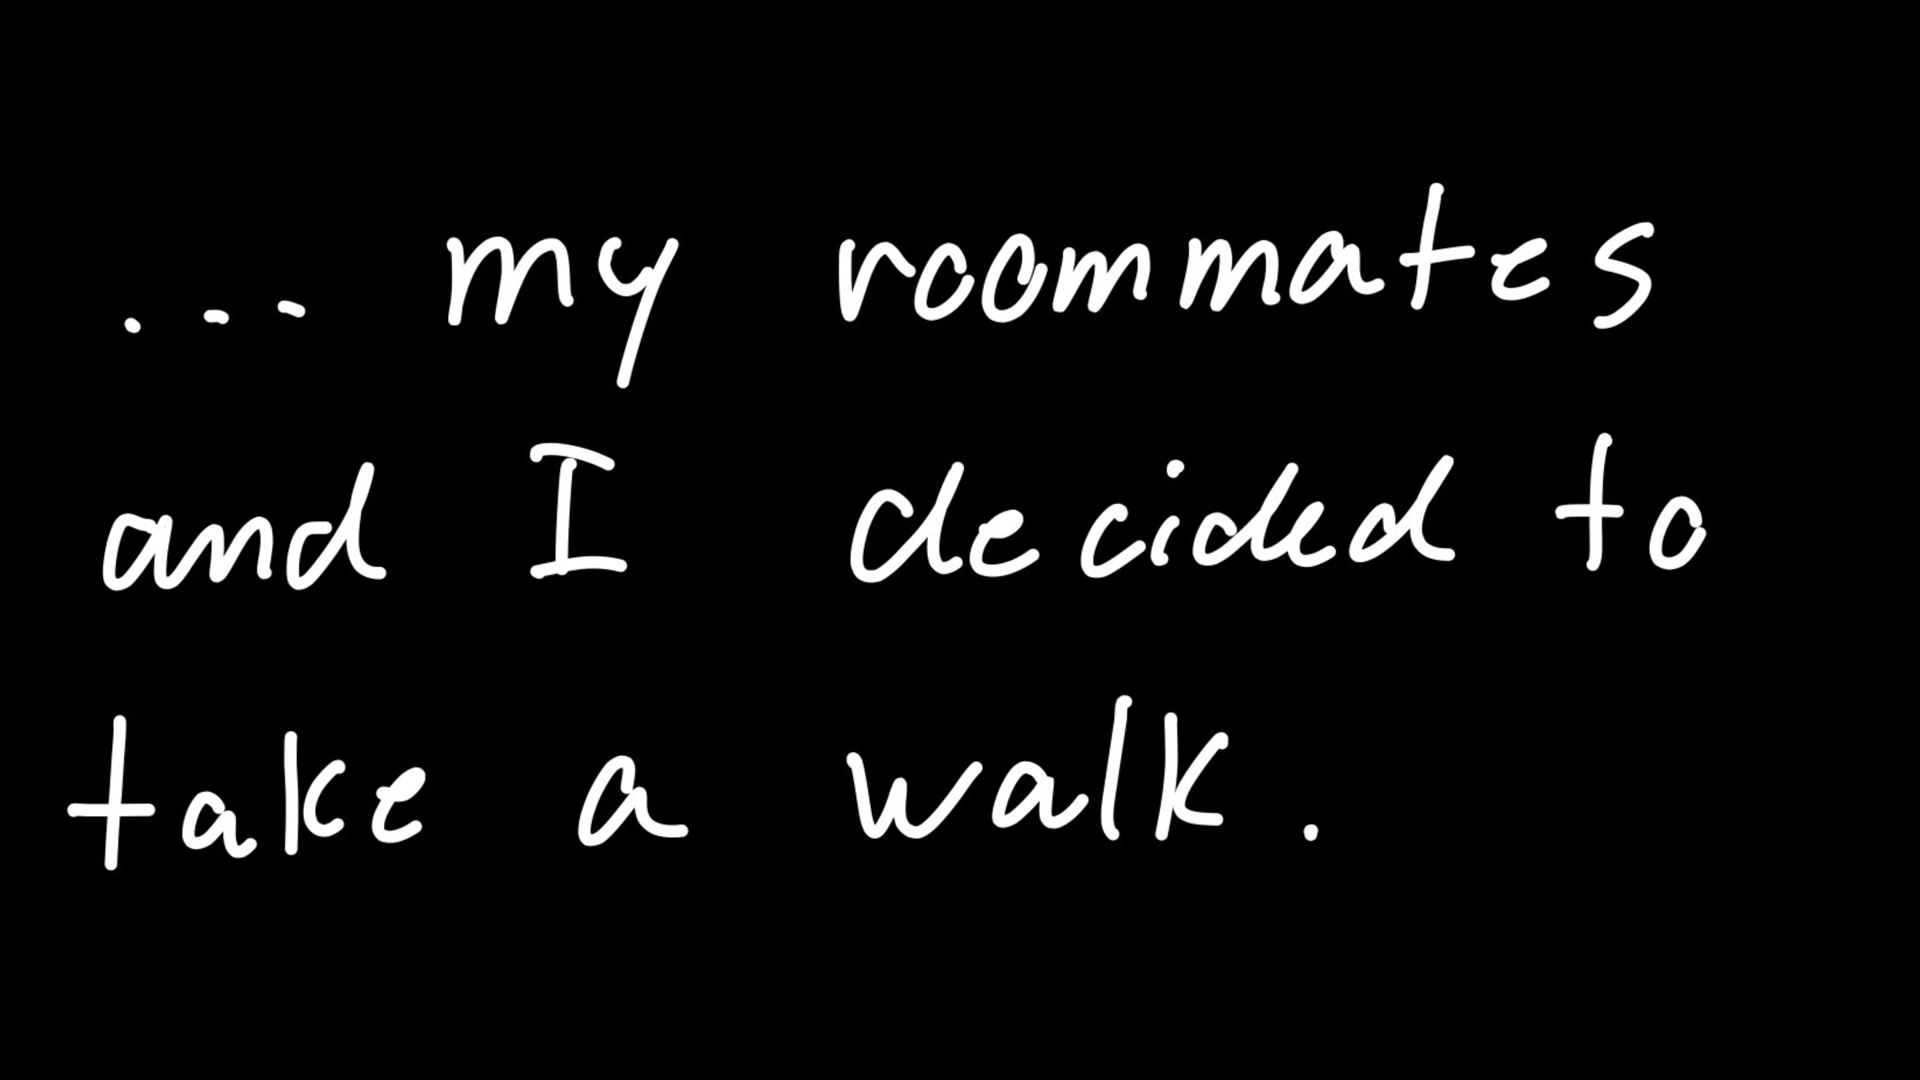 ... my roommates
and I decided to
take a walk.